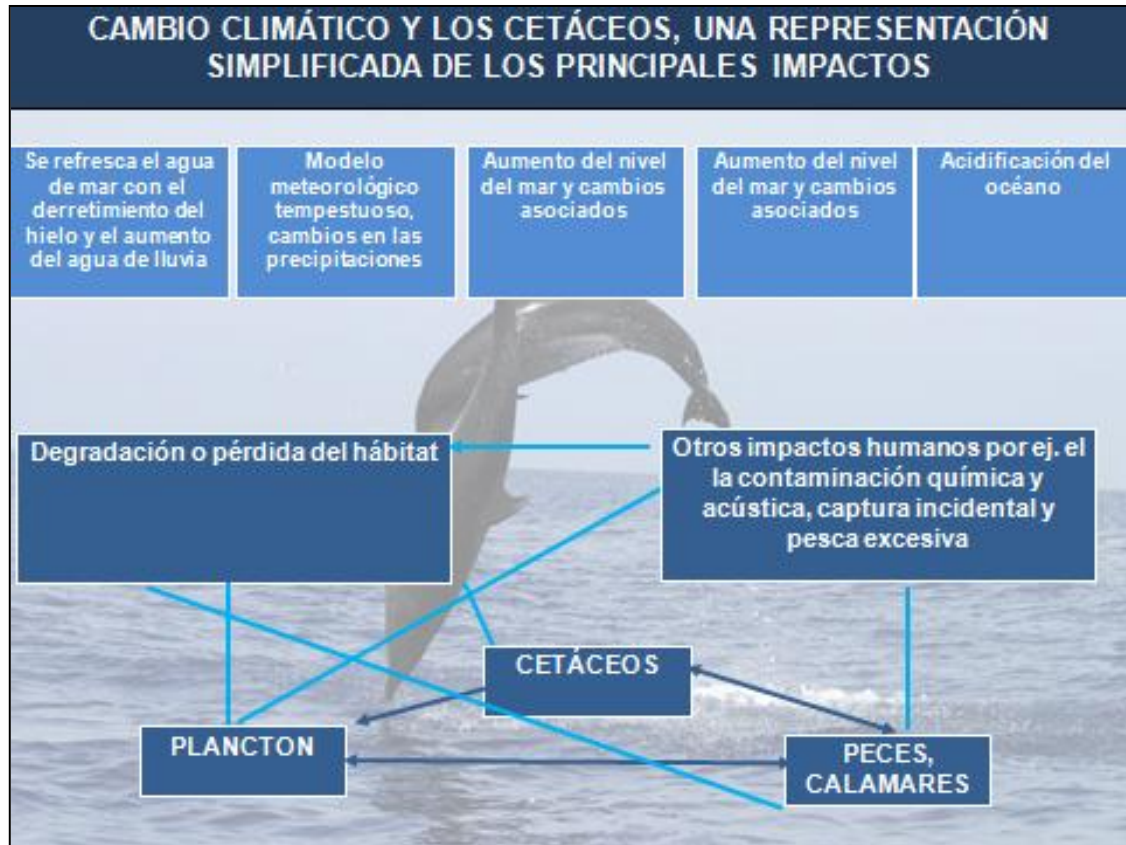 CAMBIO CLIMÁTICO Y LOS CETÁCEOS, UNA REPRESENTACIÓN
SIMPLIFICADA DE LOS PRINCIPALES IMPACTOS
Se refresca el agua
de mar con el
derretimiento del
hielo y el aumento
del agua de lluvia
Modelo
meteorológico
tempestuoso,
cambios en las
precipitaciones
Aumento del nivel
del mar y cambios
asociados
Aumento del nivel
del mar y cambios
asociados
Acidificación del
océano
Degradación o pérdida del hábitat
Otros impactos humanos por ej. el
la contaminación química y
acústica, captura incidental y
pesca excesiva
CETÁCEOS
PLANCTON
PECES,
CALAMARES